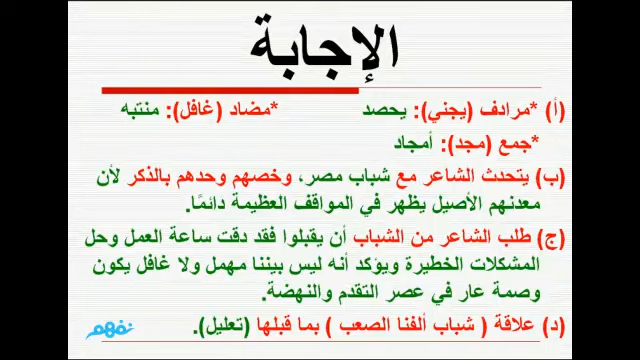 الإجابة
(أ) *مرادف (يجني): يحصد *مضاد (غافل): منتبه
*جمع (مجد): أمجاد
(ب) يتحدث الشاعر مع شباب مصر، وخصهم وحدهم بالذكر لأن
معدنهم الأصيل يظهر في المواقف العظيمة دائمًا.
(ج) طلب الشاعر من الشباب أن يقبلوا فقد دقت ساعة العمل وحل
المشكلات الخطيرة ويؤكد أنه ليس بيننا مهمل ولا غافل يكون
وصمة عار في عصر التقدم والنهضة.
(د) علاقة ( شباب ألفنا الصعب ) بما قبلها (تعليل).
نفهم